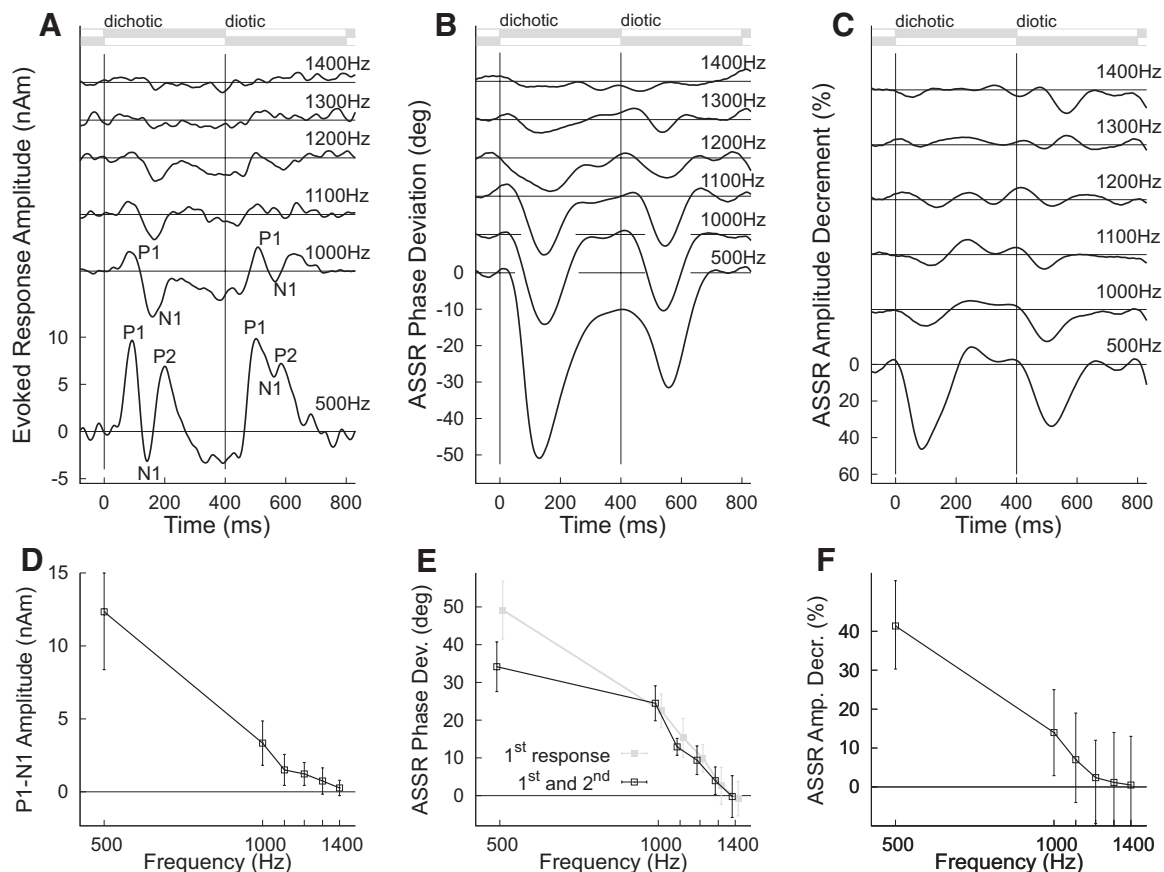 A
dichotic
diotic
Evoked Response Amplitude (nAm)
1400Hz
1300Hz
1200Hz
1100Hz
1000Hz
P1
P1
N1
N1
P1
P1
P2
P2
N1
N1
500Hz
10
5
0
-5
0 200 400 600 800
Time (ms)
B
dichotic
diotic
ASSR Phase Deviation (deg)
1400Hz
1300Hz
1200Hz
1100Hz
1000Hz
500Hz
0
-10
-20
-30
-40
-50
0 200 400 600 800
Time (ms)
C
dichotic
diotic
ASSR Amplitude Decrement (%)
1400Hz
1300Hz
1200Hz
1100Hz
1000Hz
500Hz
0
20
40
60
0 200 400 600 800
Time (ms)
D
P1-N1 Amplitude (nAm)
15
10
5
0
500 1000 1400
Frequency (Hz)
E
ASSR Phase Dev. (deg)
50
40
30
20
10
0
1st response
1st and 2nd
500 1000 1400
Frequency (Hz)
F
ASSR Amp. Decr. (%)
40
30
20
10
0
500 1000 1400
Frequency (Hz)